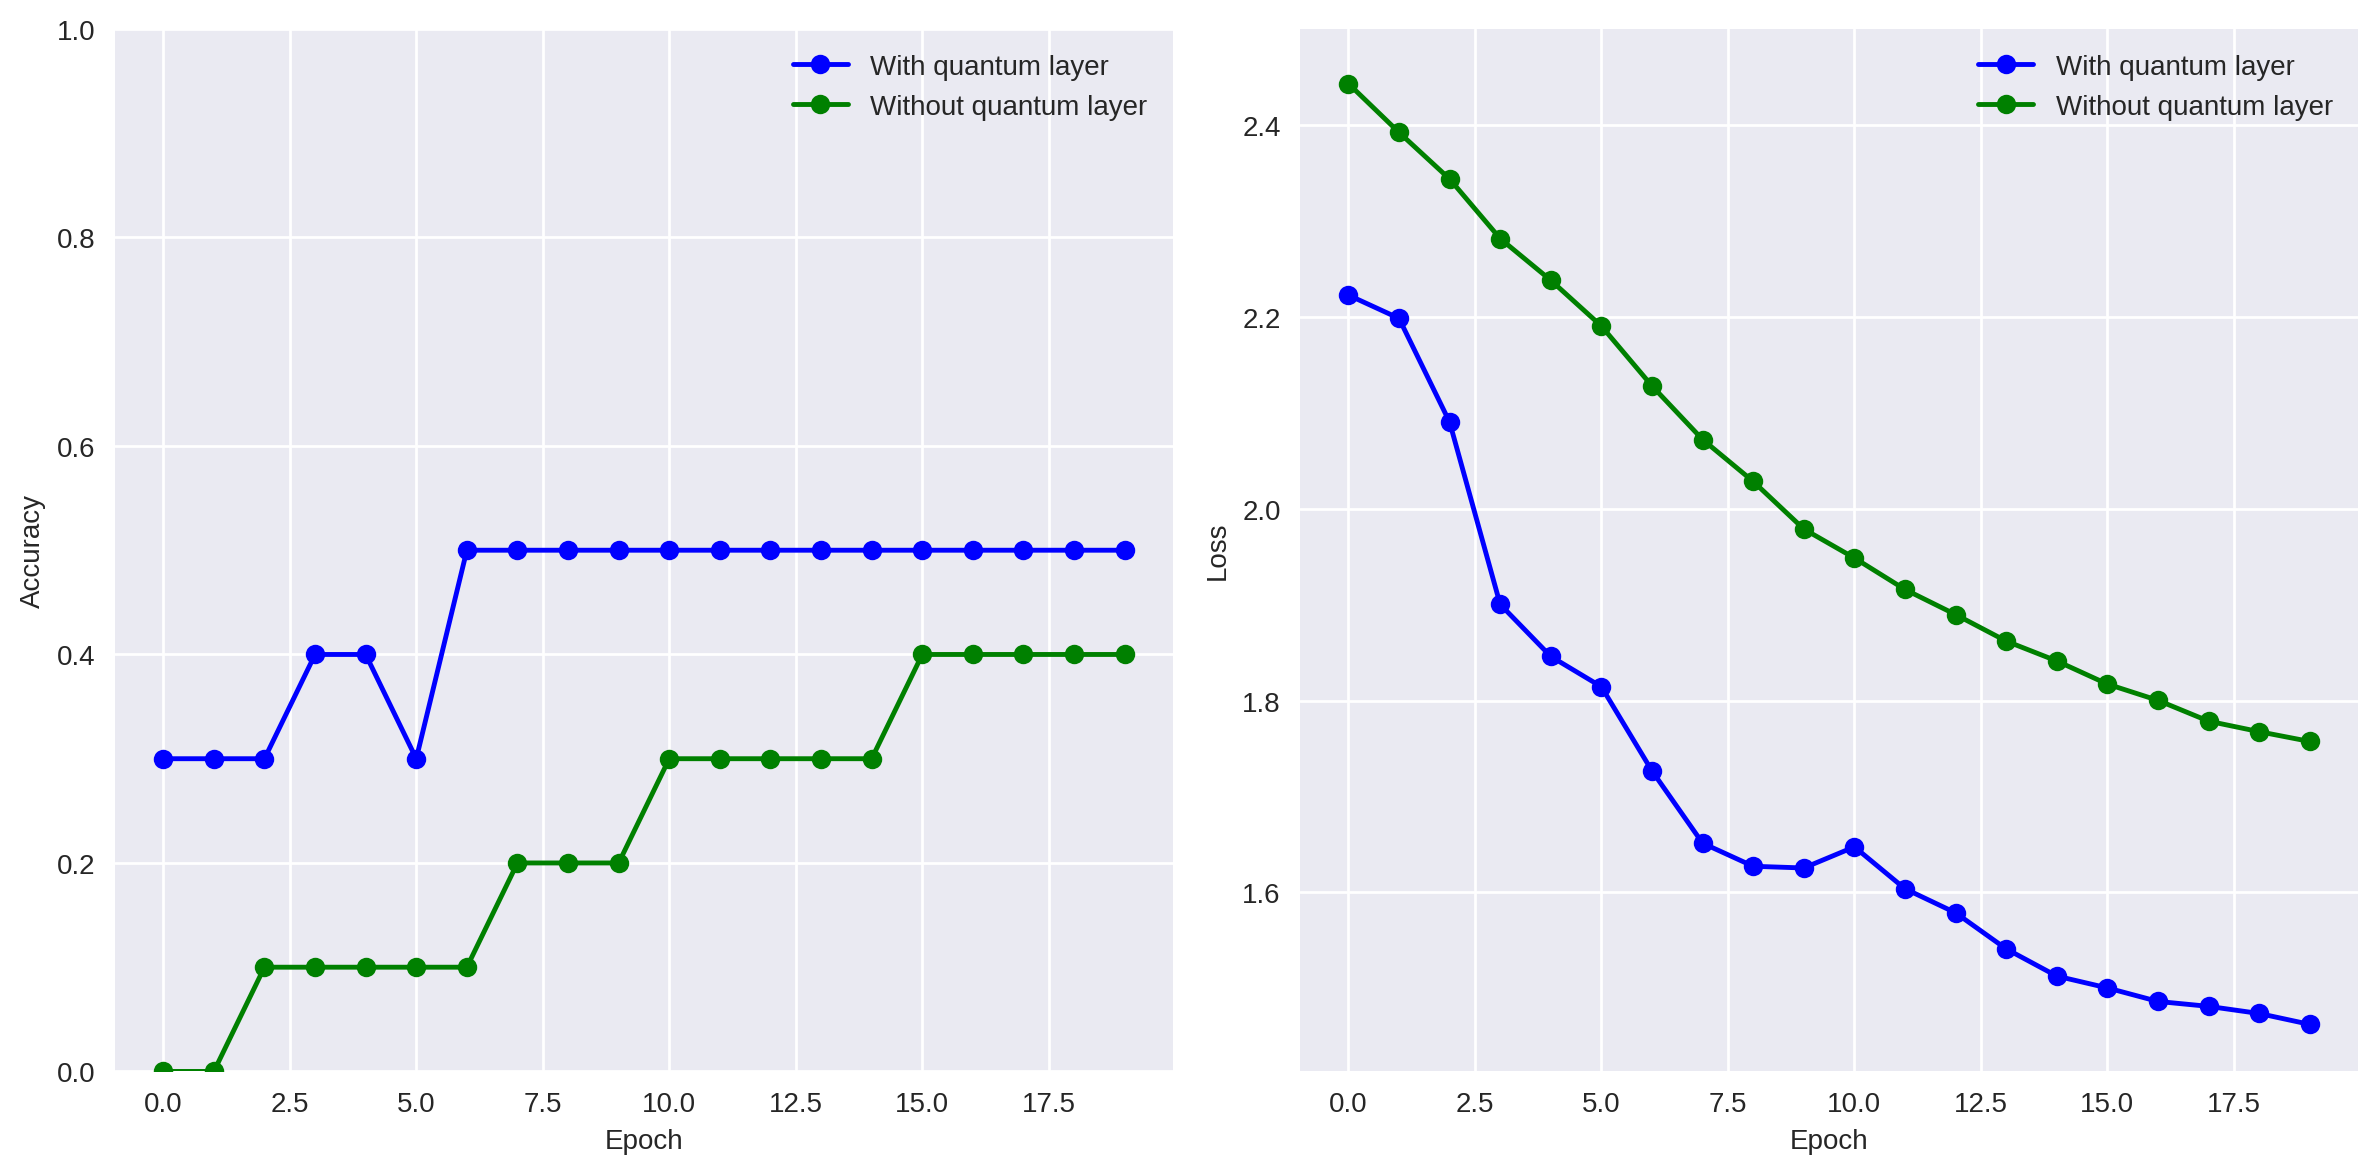 1.0
0.8
0.6
0.4
0.2
0.0
Accuracy
0.0 2.5 5.0 7.5 10.0 12.5 15.0 17.5
Epoch
With quantum layer
Without quantum layer
2.4
2.2
2.0
1.8
1.6
Loss
0.0 2.5 5.0 7.5 10.0 12.5 15.0 17.5
Epoch
With quantum layer
Without quantum layer